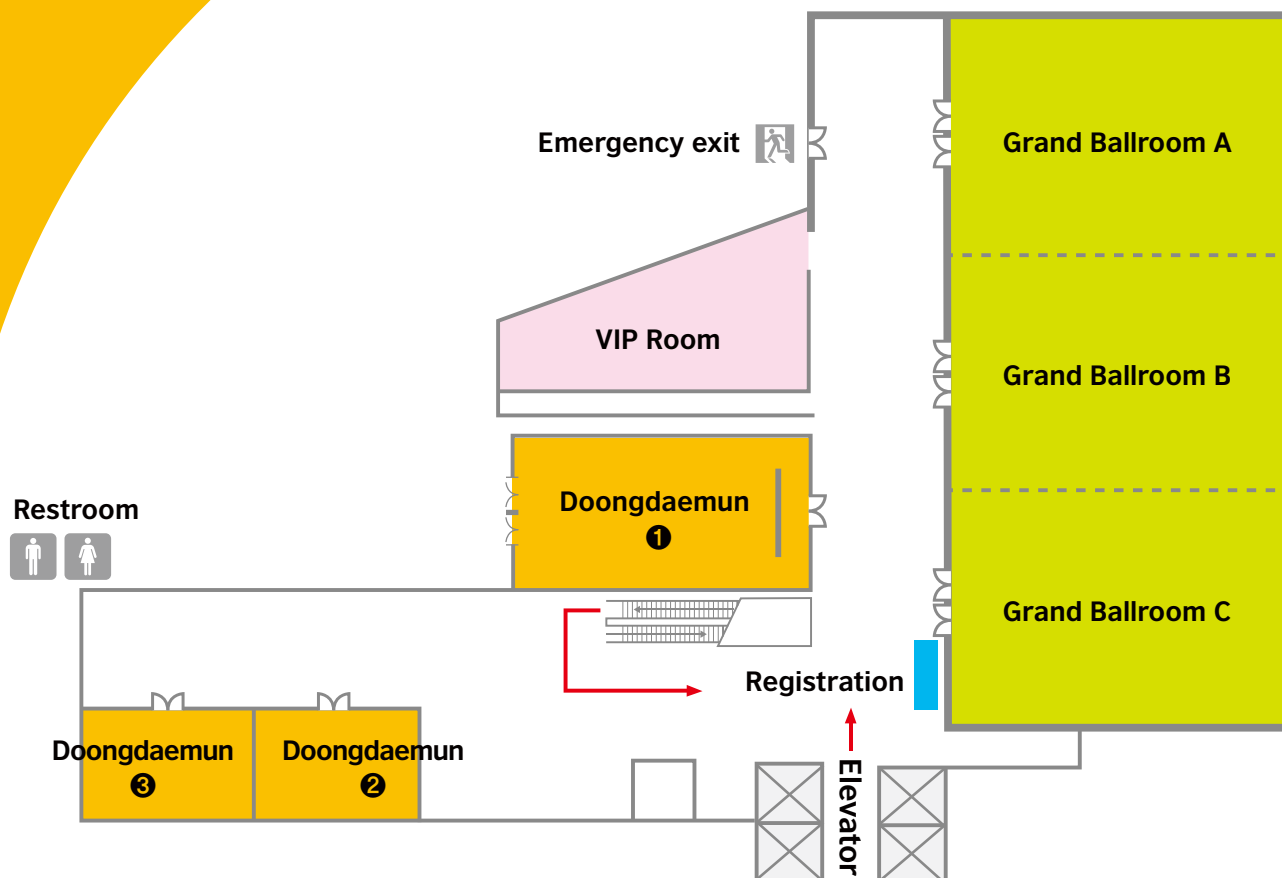 Emergency exit
Grand Ballroom A
VIP Room
Grand Ballroom B
Doongdaemun
❶
Restroom
Grand Ballroom C
Registration
Doongdaemun
❸
Doongdaemun
❷
Elevator